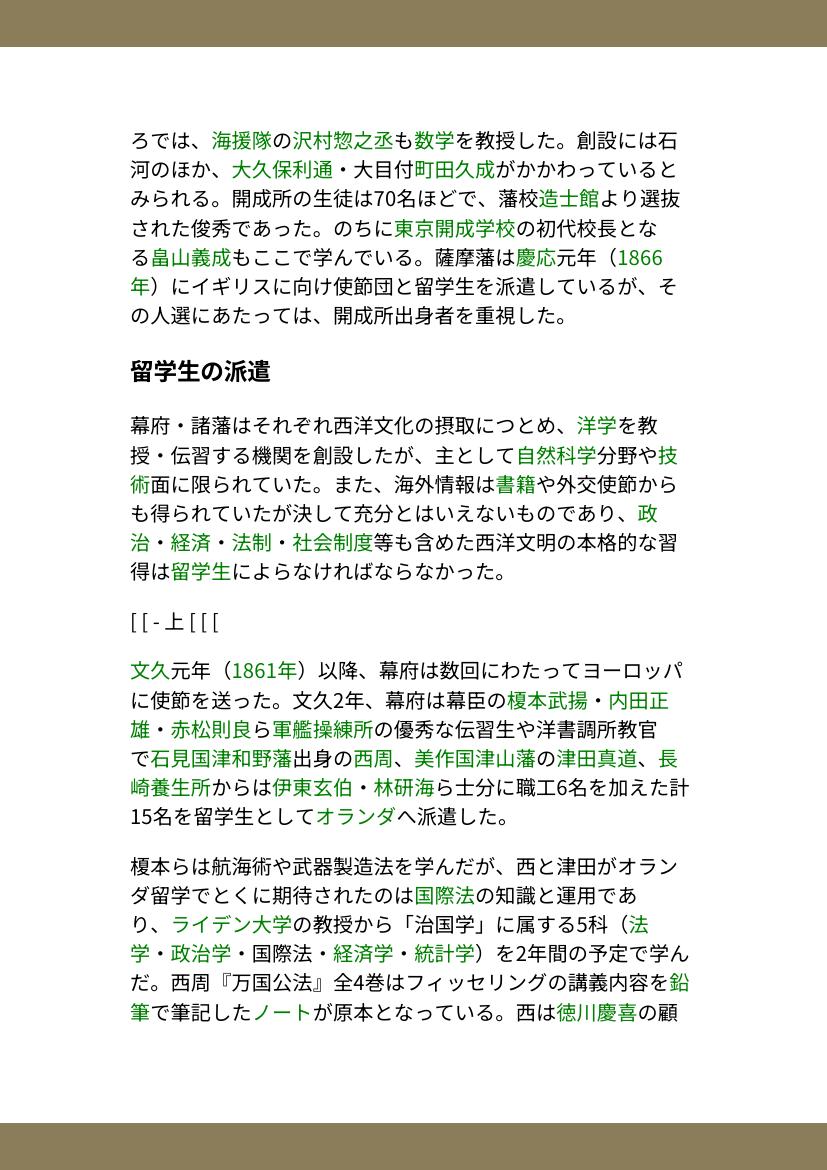 ろでは、海援隊の沢村惣之丞も数学を教授した。創設には石
河のほか、大久保利通・大目付町田久成がかかわっていると
みられる。開成所の生徒は70名ほどで、藩校造士館より選抜
された俊秀であった。のちに東京開成学校の初代校長とな
る畠山義成もここで学んでいる。薩摩藩は慶応元年（1866
年）にイギリスに向け使節団と留学生を派遣しているが、そ
の人選にあたっては、開成所出身者を重視した。
留学生の派遣
幕府・諸藩はそれぞれ西洋文化の摂取につとめ、洋学を教
授・伝習する機関を創設したが、主として自然科学分野や技
術面に限られていた。また、海外情報は書籍や外交使節から
も得られていたが決して充分とはいえないものであり、政
治・経済・法制・社会制度等も含めた西洋文明の本格的な習
得は留学生によらなければならなかった。
[ [ - 上 [ [ [
文久元年（1861年）以降、幕府は数回にわたってヨーロッパ
に使節を送った。文久2年、幕府は幕臣の榎本武揚・内田正
雄・赤松則良ら軍艦操練所の優秀な伝習生や洋書調所教官
で石見国津和野藩出身の西周、美作国津山藩の津田真道、長
崎養生所からは伊東玄伯・林研海ら士分に職工6名を加えた計
15名を留学生としてオランダへ派遣した。
榎本らは航海術や武器製造法を学んだが、西と津田がオラン
ダ留学でとくに期待されたのは国際法の知識と運用であ
り、ライデン大学の教授から「治国学」に属する5科（法
学・政治学・国際法・経済学・統計学）を2年間の予定で学ん
だ。西周『万国公法』全4巻はフィッセリングの講義内容を鉛
筆で筆記したノートが原本となっている。西は徳川慶喜の顧